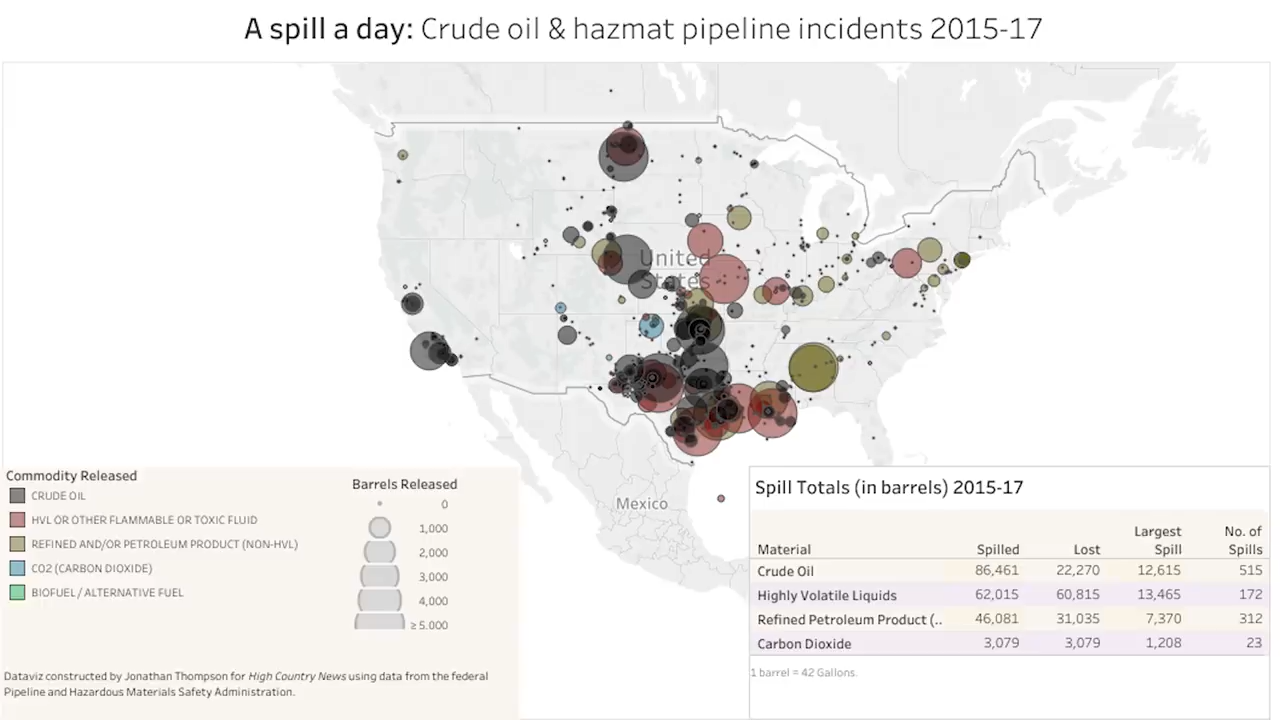 A spill a day: Crude oil & hazmat pipeline incidents 2015-17
United
States
Mexico
Commodity Released
CRUDE OIL
HVL OR OTHER FLAMMABLE OR TOXIC FLUID
REFINED AND/OR PETROLEUM PRODUCT (NON-HVL)
CO2 (CARBON DIOXIDE)
BIOFUEL / ALTERNATIVE FUEL
Barrels Released
0
1,000
2,000
3,000
4,000
≥ 5.000
Dataviz constructed by Jonathan Thompson for High Country News using data from the federal
Pipeline and Hazardous Materials Safety Administration.
Spill Totals (in barrels) 2015-17
Material Spilled Lost Largest Spill No. of Spills
Crude Oil 86,461 22,270 12,615 515
Highly Volatile Liquids 62,015 60,815 13,465 172
Refined Petroleum Product (.. 46,081 31,035 7,370 312
Carbon Dioxide 3,079 3,079 1,208 23
1 barrel = 42 Gallons.